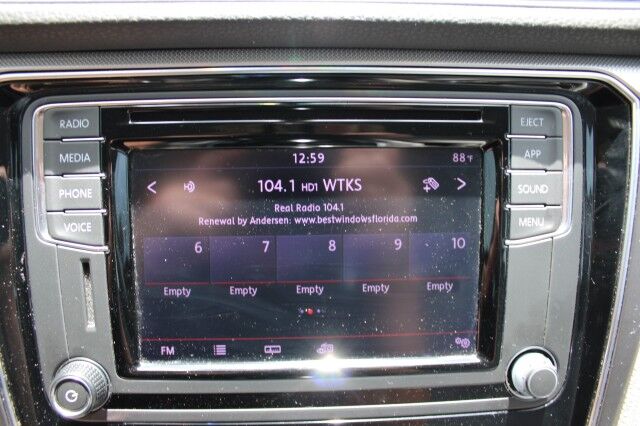 RADIO
MEDIA
PHONE
VOICE
EJECT
APP
SOUND
MENU
12:59 88°F
< 104.1 HD1 WTKS >
Real Radio 104.1
Renewal by Andersen: www.bestwindowsflorida.com
6 7 8 9 10
Empty Empty Empty Empty Empty
FM